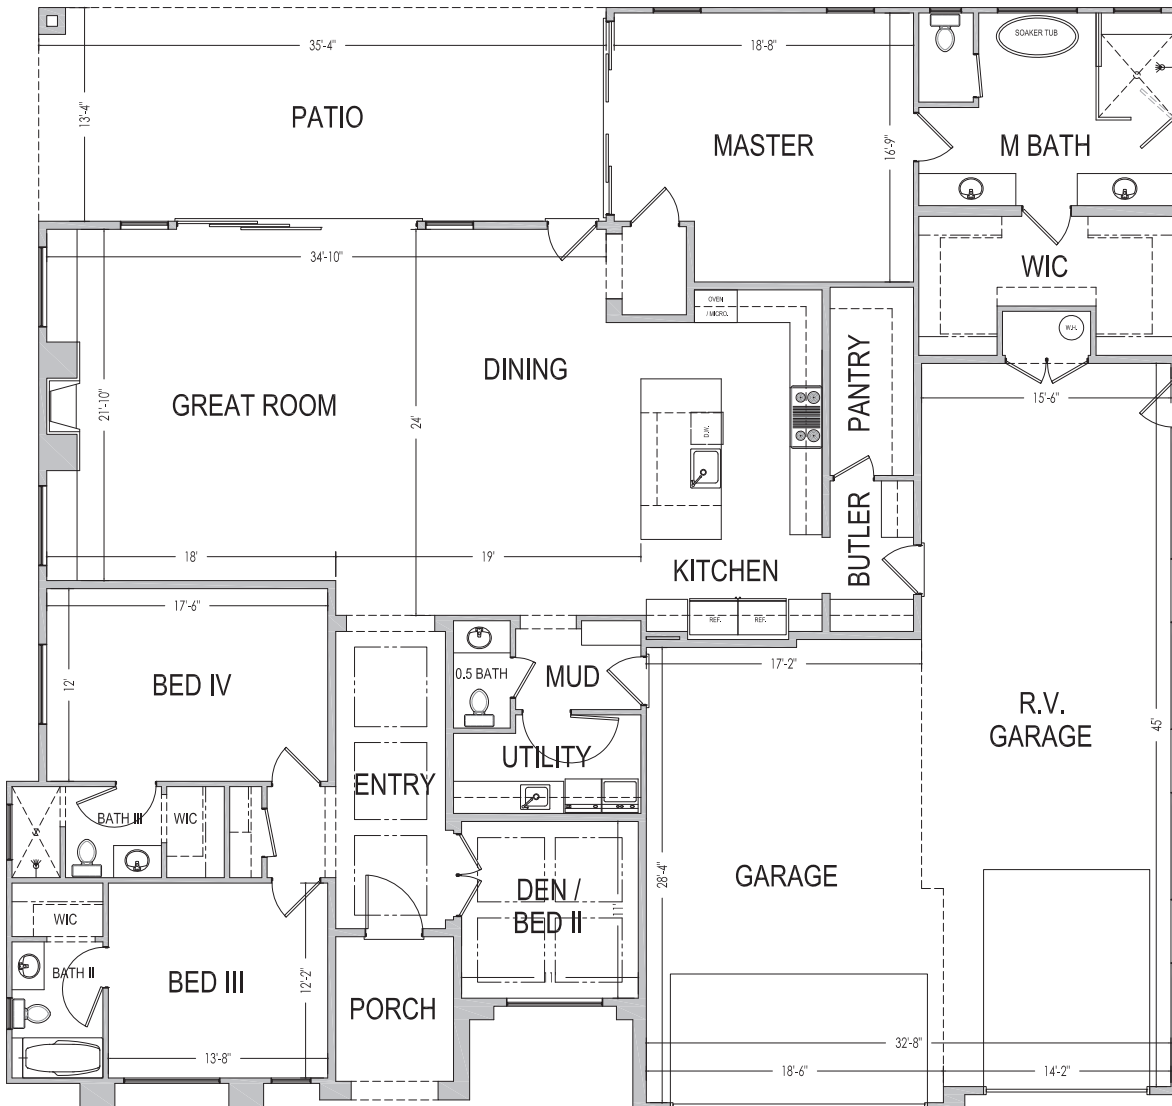 35'-4"
18'-8"
SOAKER TUB
13'-4"
PATIO
MASTER
16'-9"
M BATH
34'-10"
WIC
OVEN
/ MICRO.
W.H.
DINING
PANTRY
15'-6"
GREAT ROOM
21'-10"
24'
D.W.
BUTLER
18'
19'
KITCHEN
17'-6"
REF.
REF.
12'
BED IV
0.5 BATH
MUD
17'-2"
R.V.
GARAGE
45'
UTILITY
ENTRY
BATH III
WIC
GARAGE
28'-4"
DEN /
BED II
11'
WIC
BATH II
BED III
12'-2"
PORCH
13'-8"
32'-8"
18'-6"
14'-2"